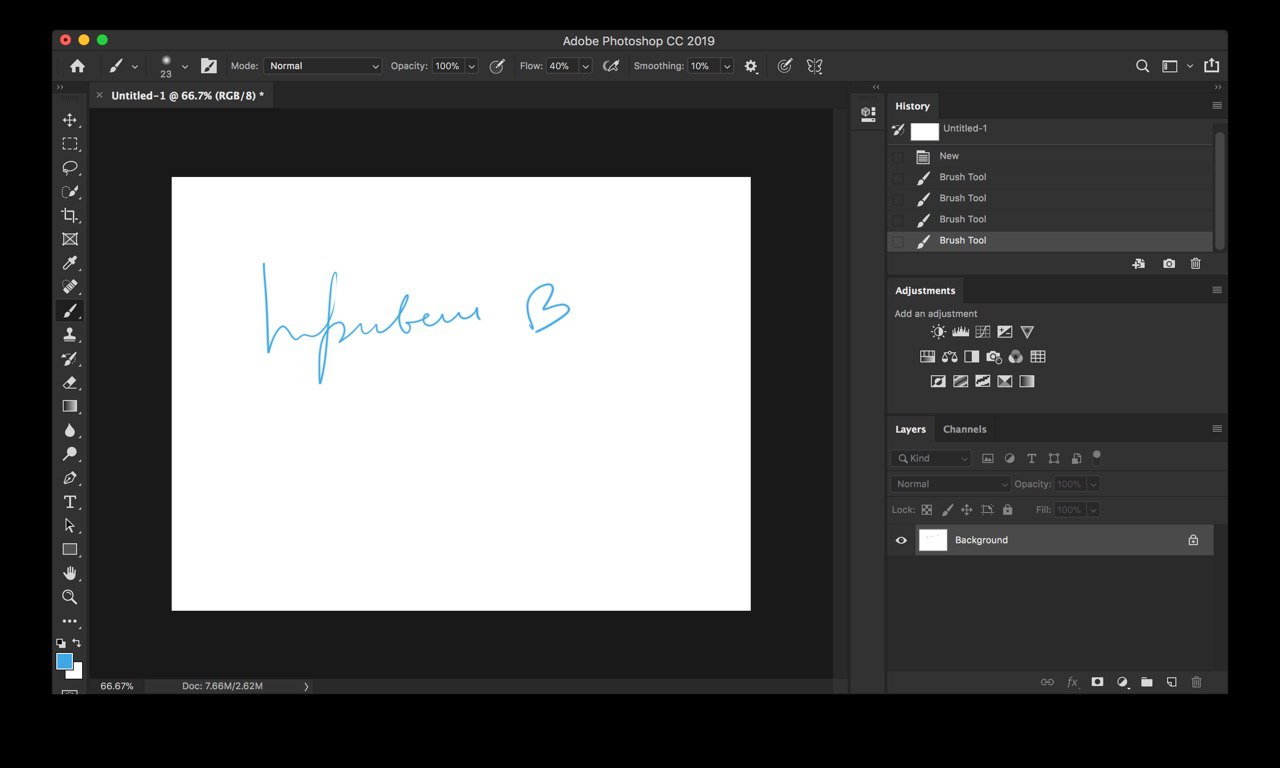 Adobe Photoshop CC 2019
23 Mode: Normal Opacity: 100% Flow: 40% Smoothing: 10%
× Untitled-1 @ 66.7% (RGB/8) *
History
Untitled-1
New
Brush Tool
Brush Tool
Brush Tool
Brush Tool
Adjustments
Add an adjustment
Layers Channels
Kind
Normal Opacity: 100%
Lock: Fill: 100%
Background
fx
66.67% Doc: 7.66M/2.62M
В